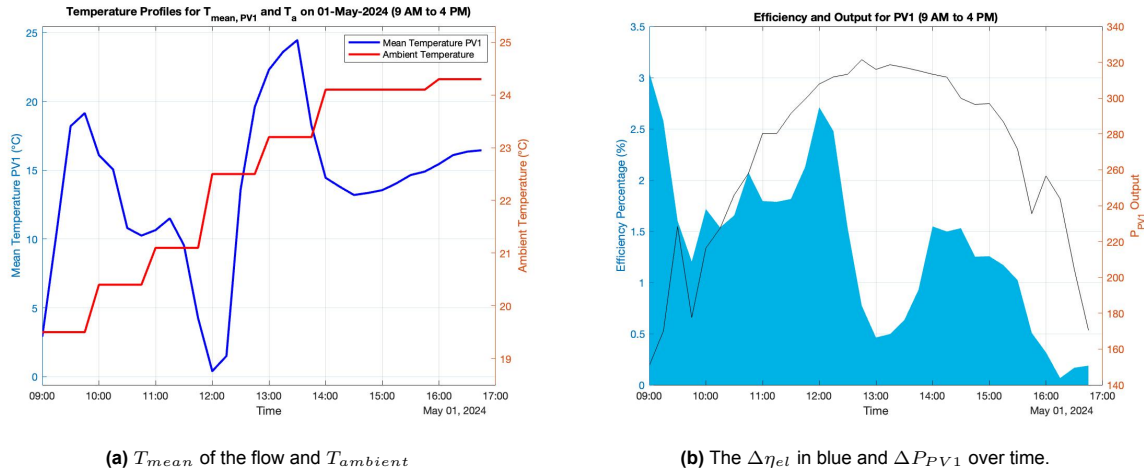 Temperature Profiles for T_mean, PV1 and T_a on 01-May-2024 (9 AM to 4 PM)
Mean Temperature PV1 (°C)
25
20
15
10
5
0
Mean Temperature PV1
Ambient Temperature
25
24
23
22
21
20
19
Ambient Temperature (°C)
09:00 10:00 11:00 12:00 13:00 14:00 15:00 16:00 17:00
Time
May 01, 2024
(a) T_mean of the flow and T_ambient
Efficiency and Output for PV1 (9 AM to 4 PM)
Efficiency Percentage (%)
3.5
3
2.5
2
1.5
1
0.5
0
340
320
300
280
260
240
220
200
180
160
140
P_PV1 Output
09:00 10:00 11:00 12:00 13:00 14:00 15:00 16:00 17:00
Time
May 01, 2024
(b) The Δη_el in blue and ΔP_PV1 over time.